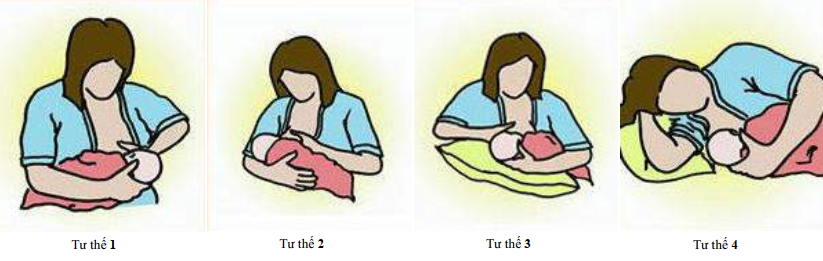 Tư thế 1
Tư thế 2
Tư thế 3
Tư thế 4